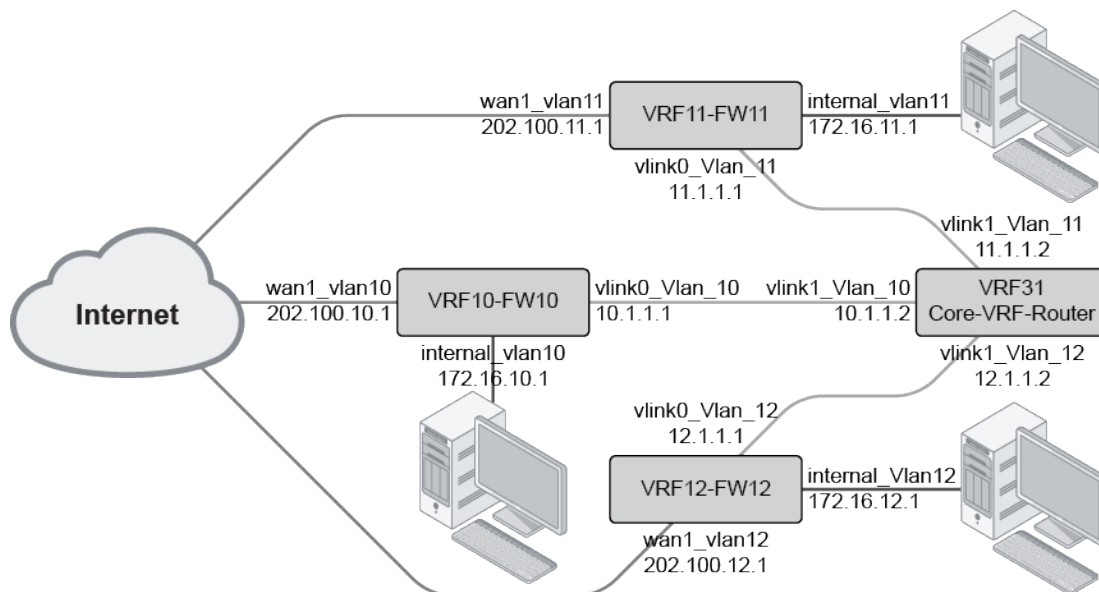 wan1_vlan11
202.100.11.1
VRF11-FW11
internal_vlan11
172.16.11.1
vlink0_Vlan_11
11.1.1.1
vlink1_Vlan_11
11.1.1.2
Internet
wan1_vlan10
202.100.10.1
VRF10-FW10
vlink0_Vlan_10
10.1.1.1
vlink1_Vlan_10
10.1.1.2
VRF31
Core-VRF-Router
internal_vlan10
172.16.10.1
vlink1_Vlan_12
12.1.1.2
vlink0_Vlan_12
12.1.1.1
VRF12-FW12
internal_Vlan12
172.16.12.1
wan1_vlan12
202.100.12.1